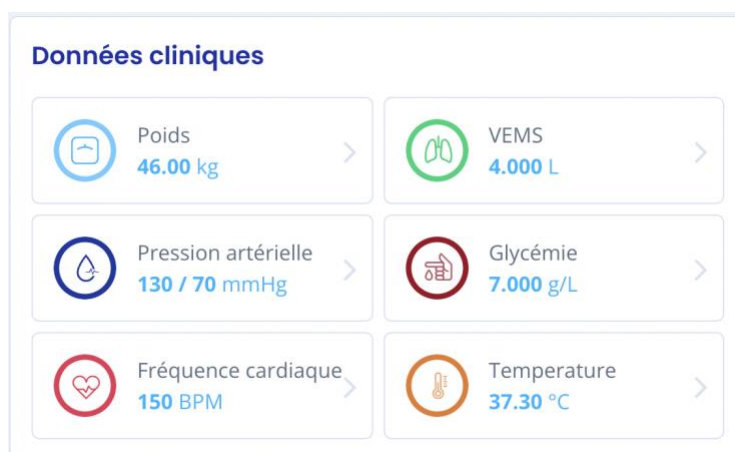 Données cliniques
Poids
46.00 kg
VEMS
4.000 L
Pression artérielle
130 / 70 mmHg
Glycémie
7.000 g/L
Fréquence cardiaque
150 BPM
Temperature
37.30 °C